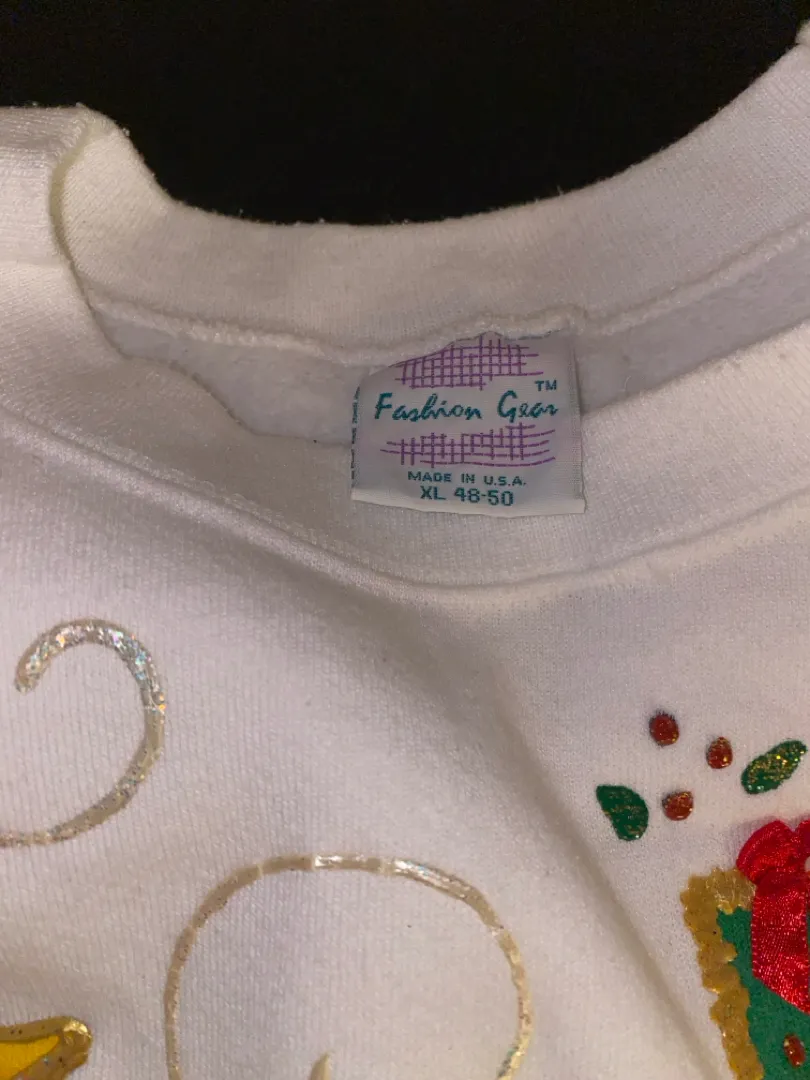 Fashion Gear™
MADE IN U.S.A.
XL 48-50